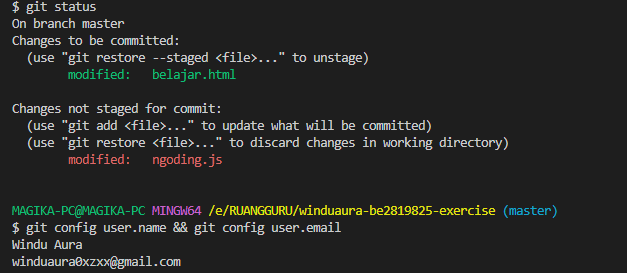 $ git status
On branch master
Changes to be committed:
  (use "git restore --staged <file>..." to unstage)
        modified:   belajar.html

Changes not staged for commit:
  (use "git add <file>..." to update what will be committed)
  (use "git restore <file>..." to discard changes in working directory)
        modified:   ngoding.js

MAGIKA-PC@MAGIKA-PC MINGW64 /e/RUANGGURU/winduaura-be2819825-exercise (master)
$ git config user.name && git config user.email
Windu Aura
winduaura0xzxx@gmail.com